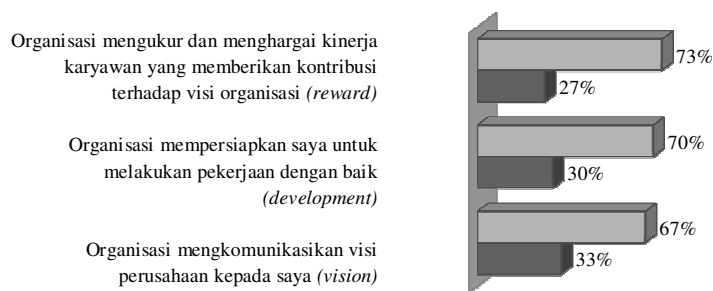 Organisasi mengukur dan menghargai kinerja
karyawan yang memberikan kontribusi
terhadap visi organisasi (reward)
73%
27%
Organisasi mempersiapkan saya untuk
melakukan pekerjaan dengan baik
(development)
70%
30%
Organisasi mengkomunikasikan visi
perusahaan kepada saya (vision)
67%
33%